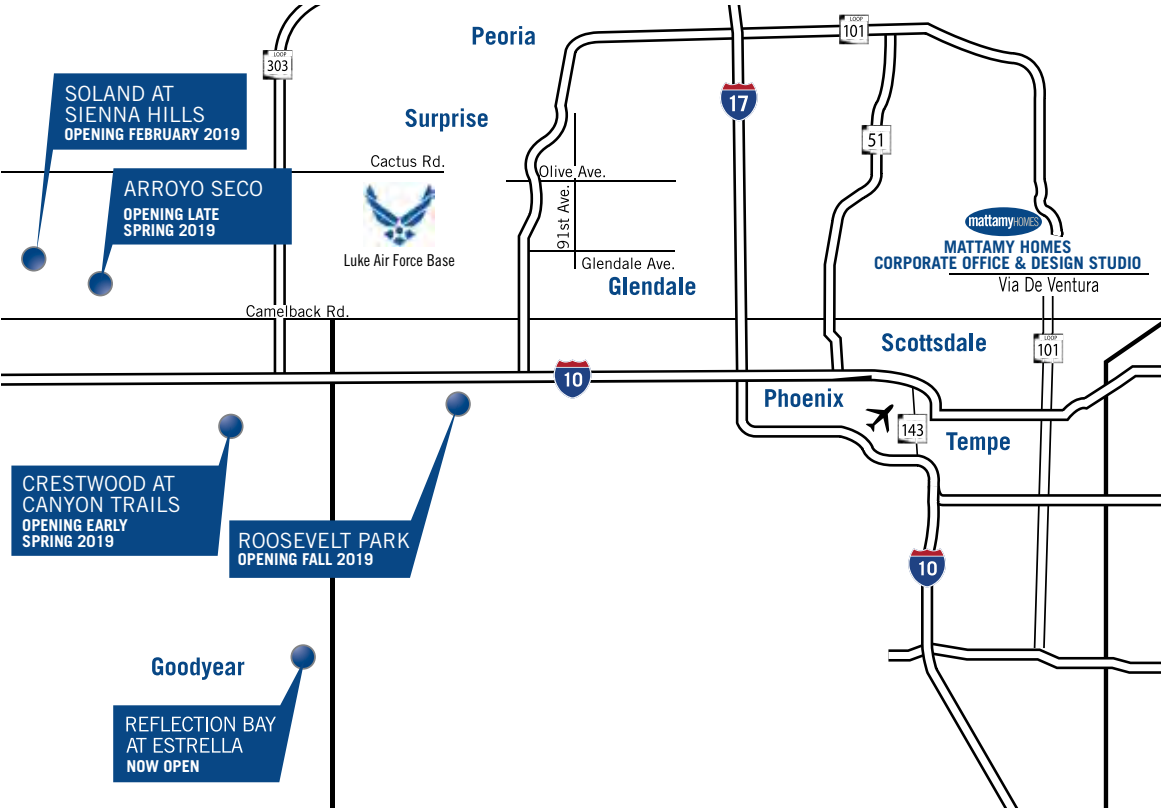 Peoria
LOOP
101
LOOP
303
17
SOLAND AT
SIENNA HILLS
OPENING FEBRUARY 2019
Surprise
51
Cactus Rd.
Olive Ave.
ARROYO SECO
OPENING LATE
SPRING 2019
91st Ave.
mattamyHOMES
MATTAMY HOMES
CORPORATE OFFICE & DESIGN STUDIO
Luke Air Force Base
Glendale Ave.
Glendale
Via De Ventura
Camelback Rd.
Scottsdale
LOOP
101
10
Phoenix
143
Tempe
CRESTWOOD AT
CANYON TRAILS
OPENING EARLY
SPRING 2019
ROOSEVELT PARK
OPENING FALL 2019
10
Goodyear
REFLECTION BAY
AT ESTRELLA
NOW OPEN